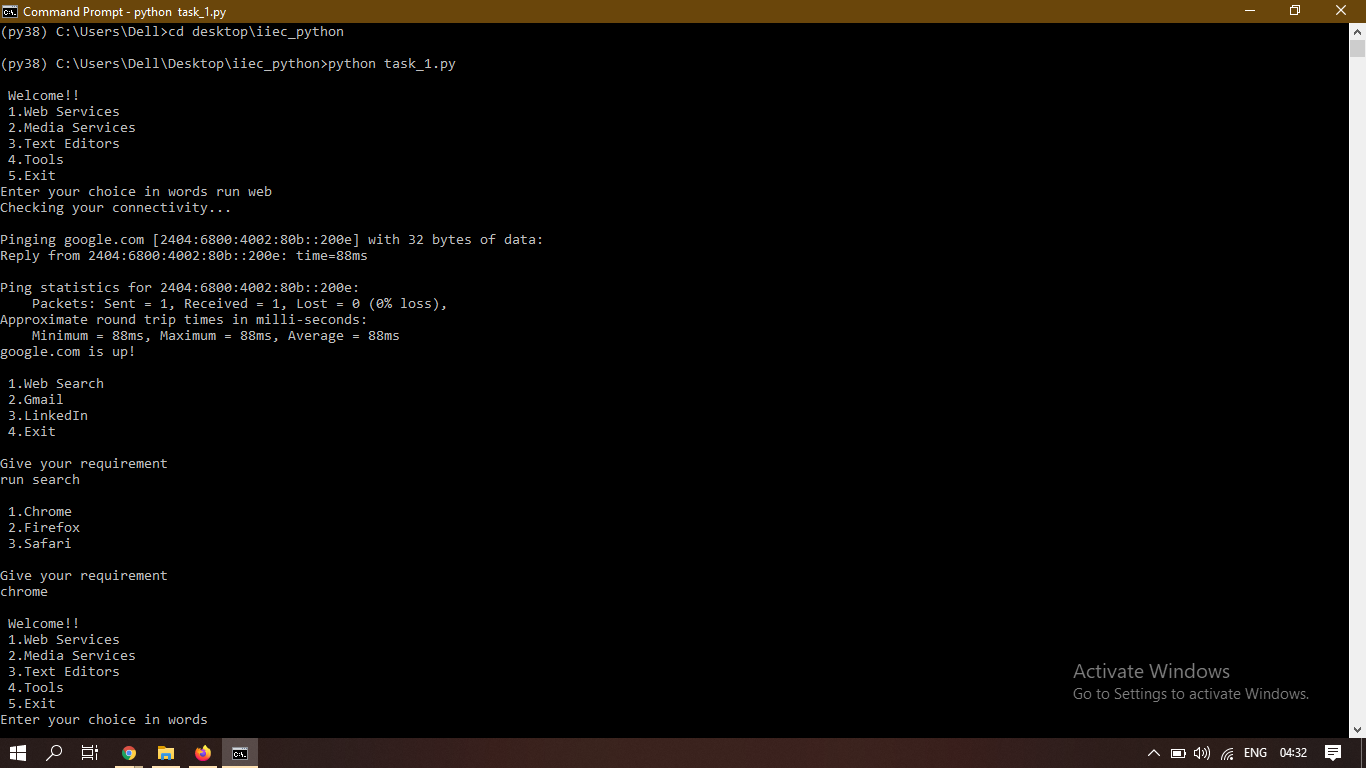 Command Prompt - python  task_1.py
(py38) C:\Users\Dell>cd desktop\iiec_python
(py38) C:\Users\Dell\Desktop\iiec_python>python task_1.py
Welcome!!
1.Web Services
2.Media Services
3.Text Editors
4.Tools
5.Exit
Enter your choice in words run web
Checking your connectivity...
Pinging google.com [2404:6800:4002:80b::200e] with 32 bytes of data:
Reply from 2404:6800:4002:80b::200e: time=88ms
Ping statistics for 2404:6800:4002:80b::200e:
Packets: Sent = 1, Received = 1, Lost = 0 (0% loss),
Approximate round trip times in milli-seconds:
Minimum = 88ms, Maximum = 88ms, Average = 88ms
google.com is up!
1.Web Search
2.Gmail
3.LinkedIn
4.Exit
Give your requirement
run search
1.Chrome
2.Firefox
3.Safari
Give your requirement
chrome
Welcome!!
1.Web Services
2.Media Services
3.Text Editors
4.Tools
5.Exit
Enter your choice in words
Activate Windows
Go to Settings to activate Windows.
ENG 04:32